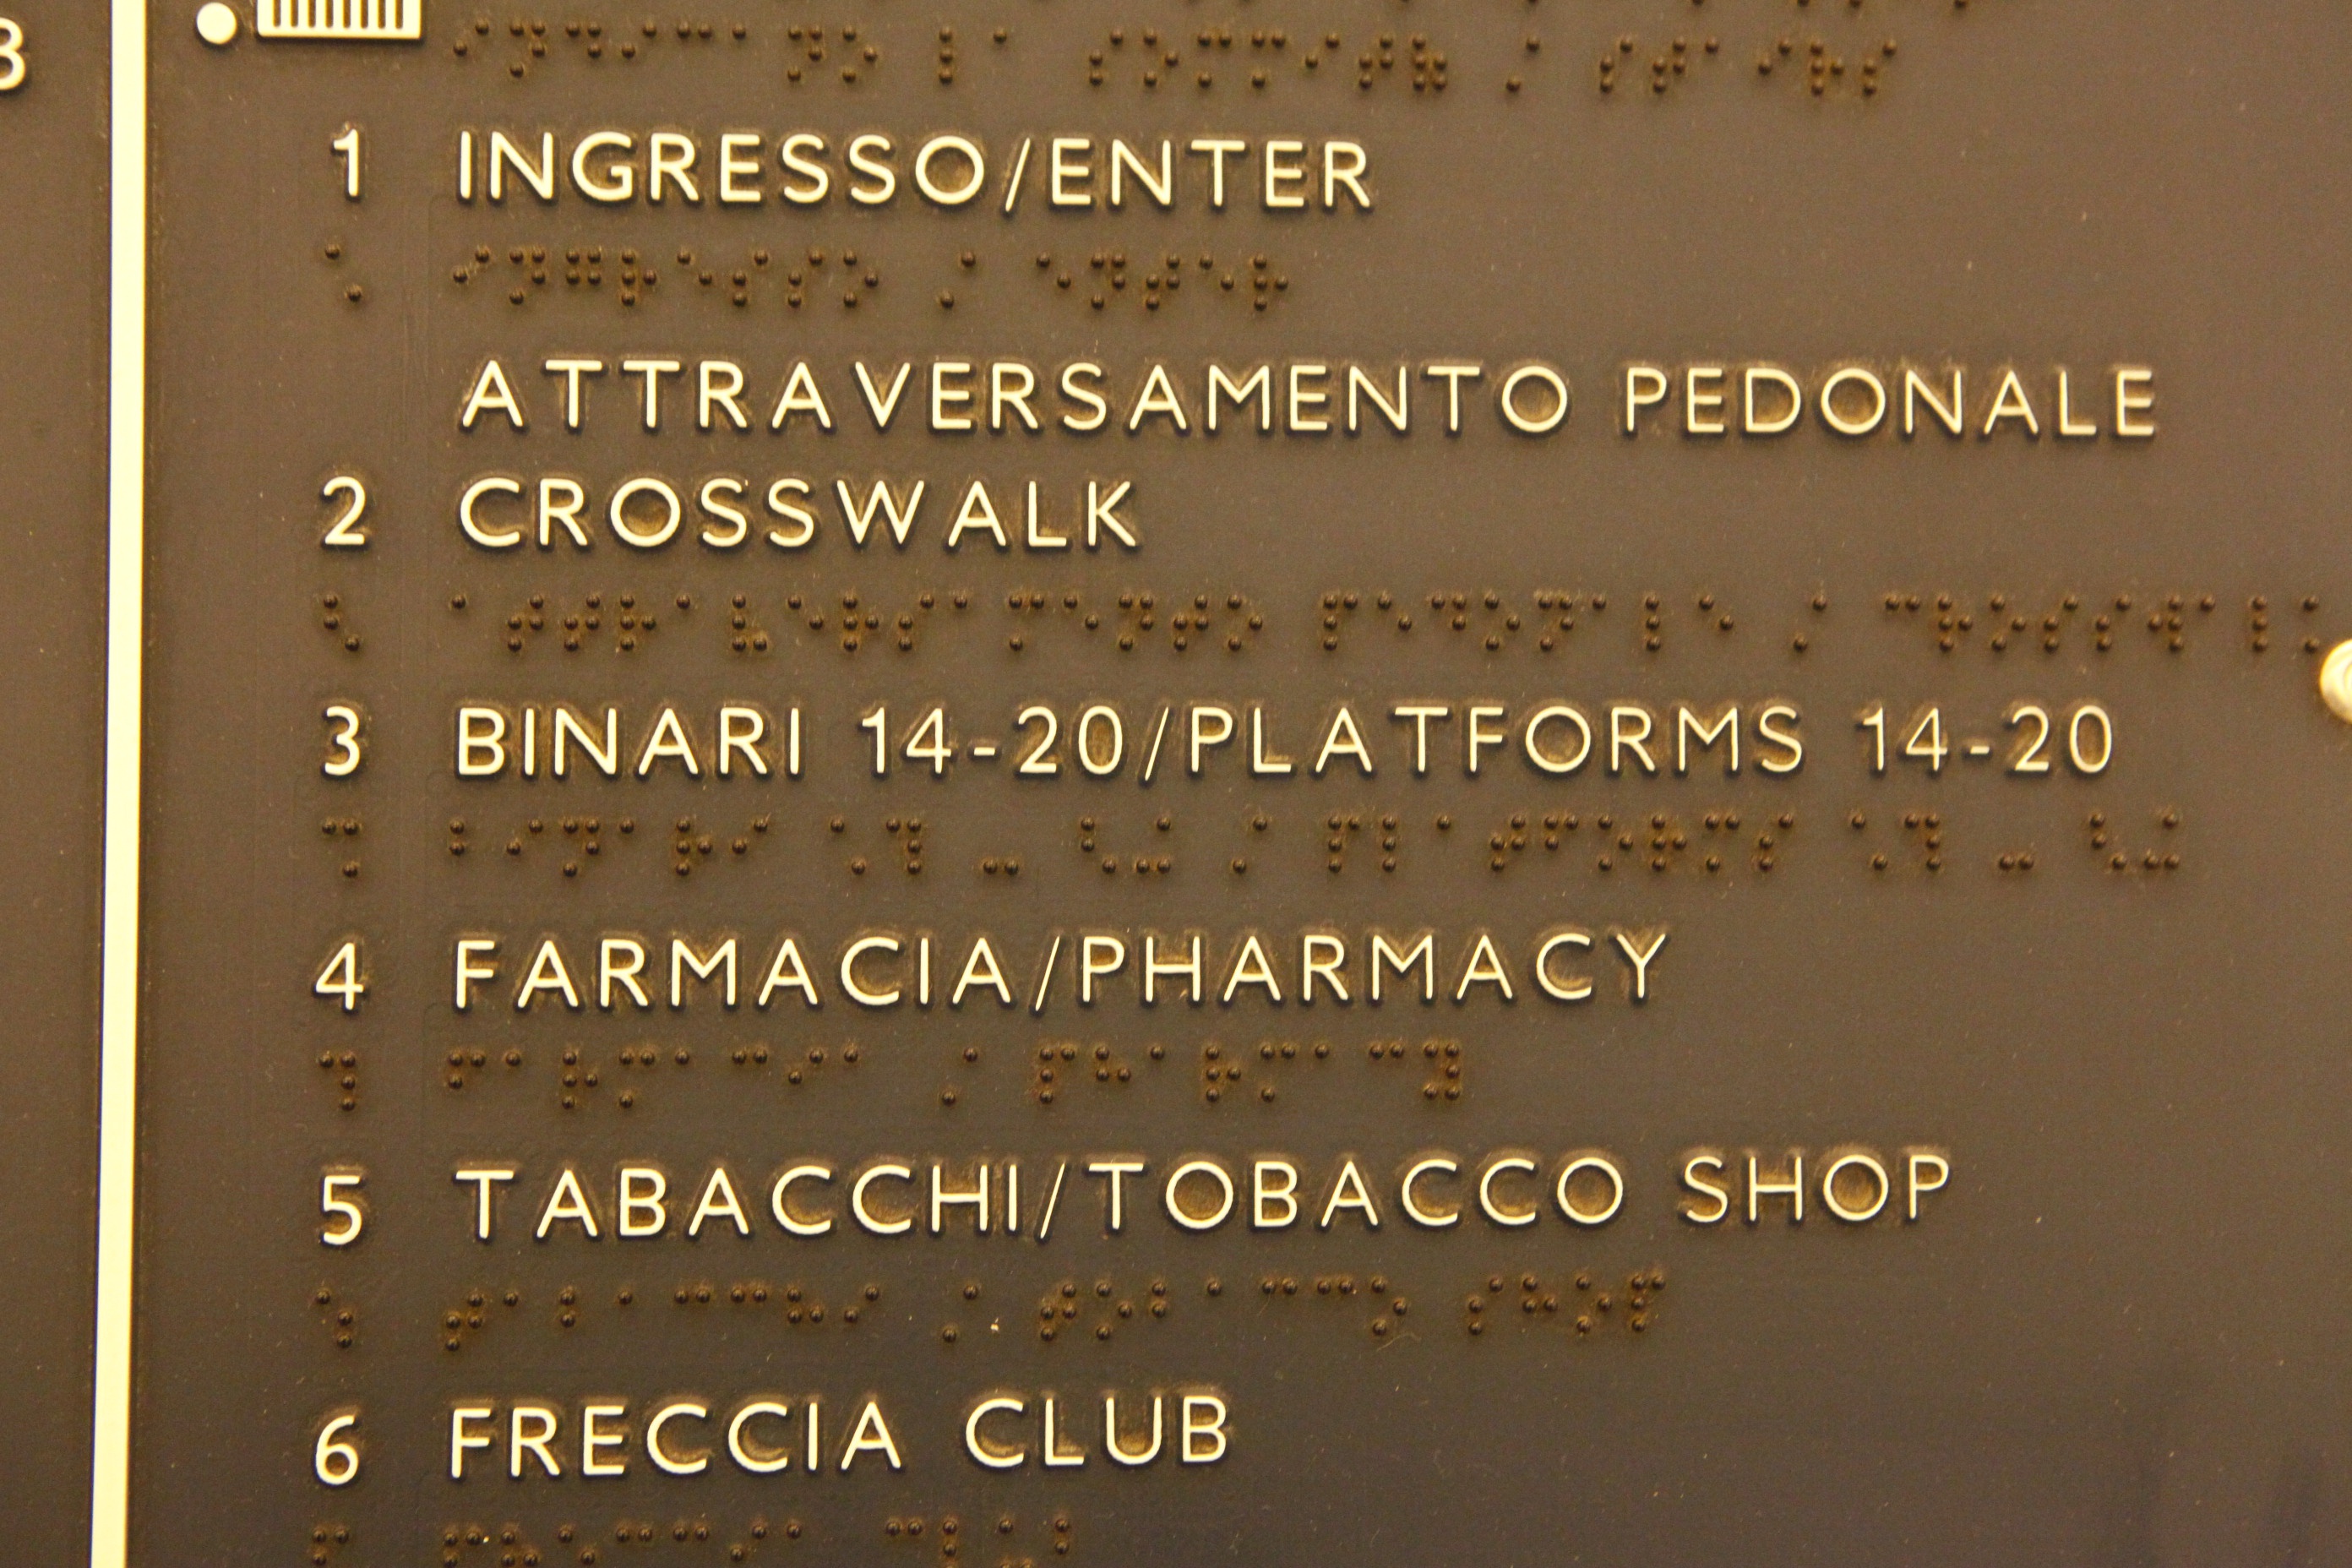 1 INGRESSO/ENTER
ATTRAVERSAMENTO PEDONALE
2 CROSSWALK
3 BINARI 14-20/PLATFORMS 14-20
4 FARMACIA/PHARMACY
5 TABACCHI/TOBACCO SHOP
6 FRECCIA CLUB